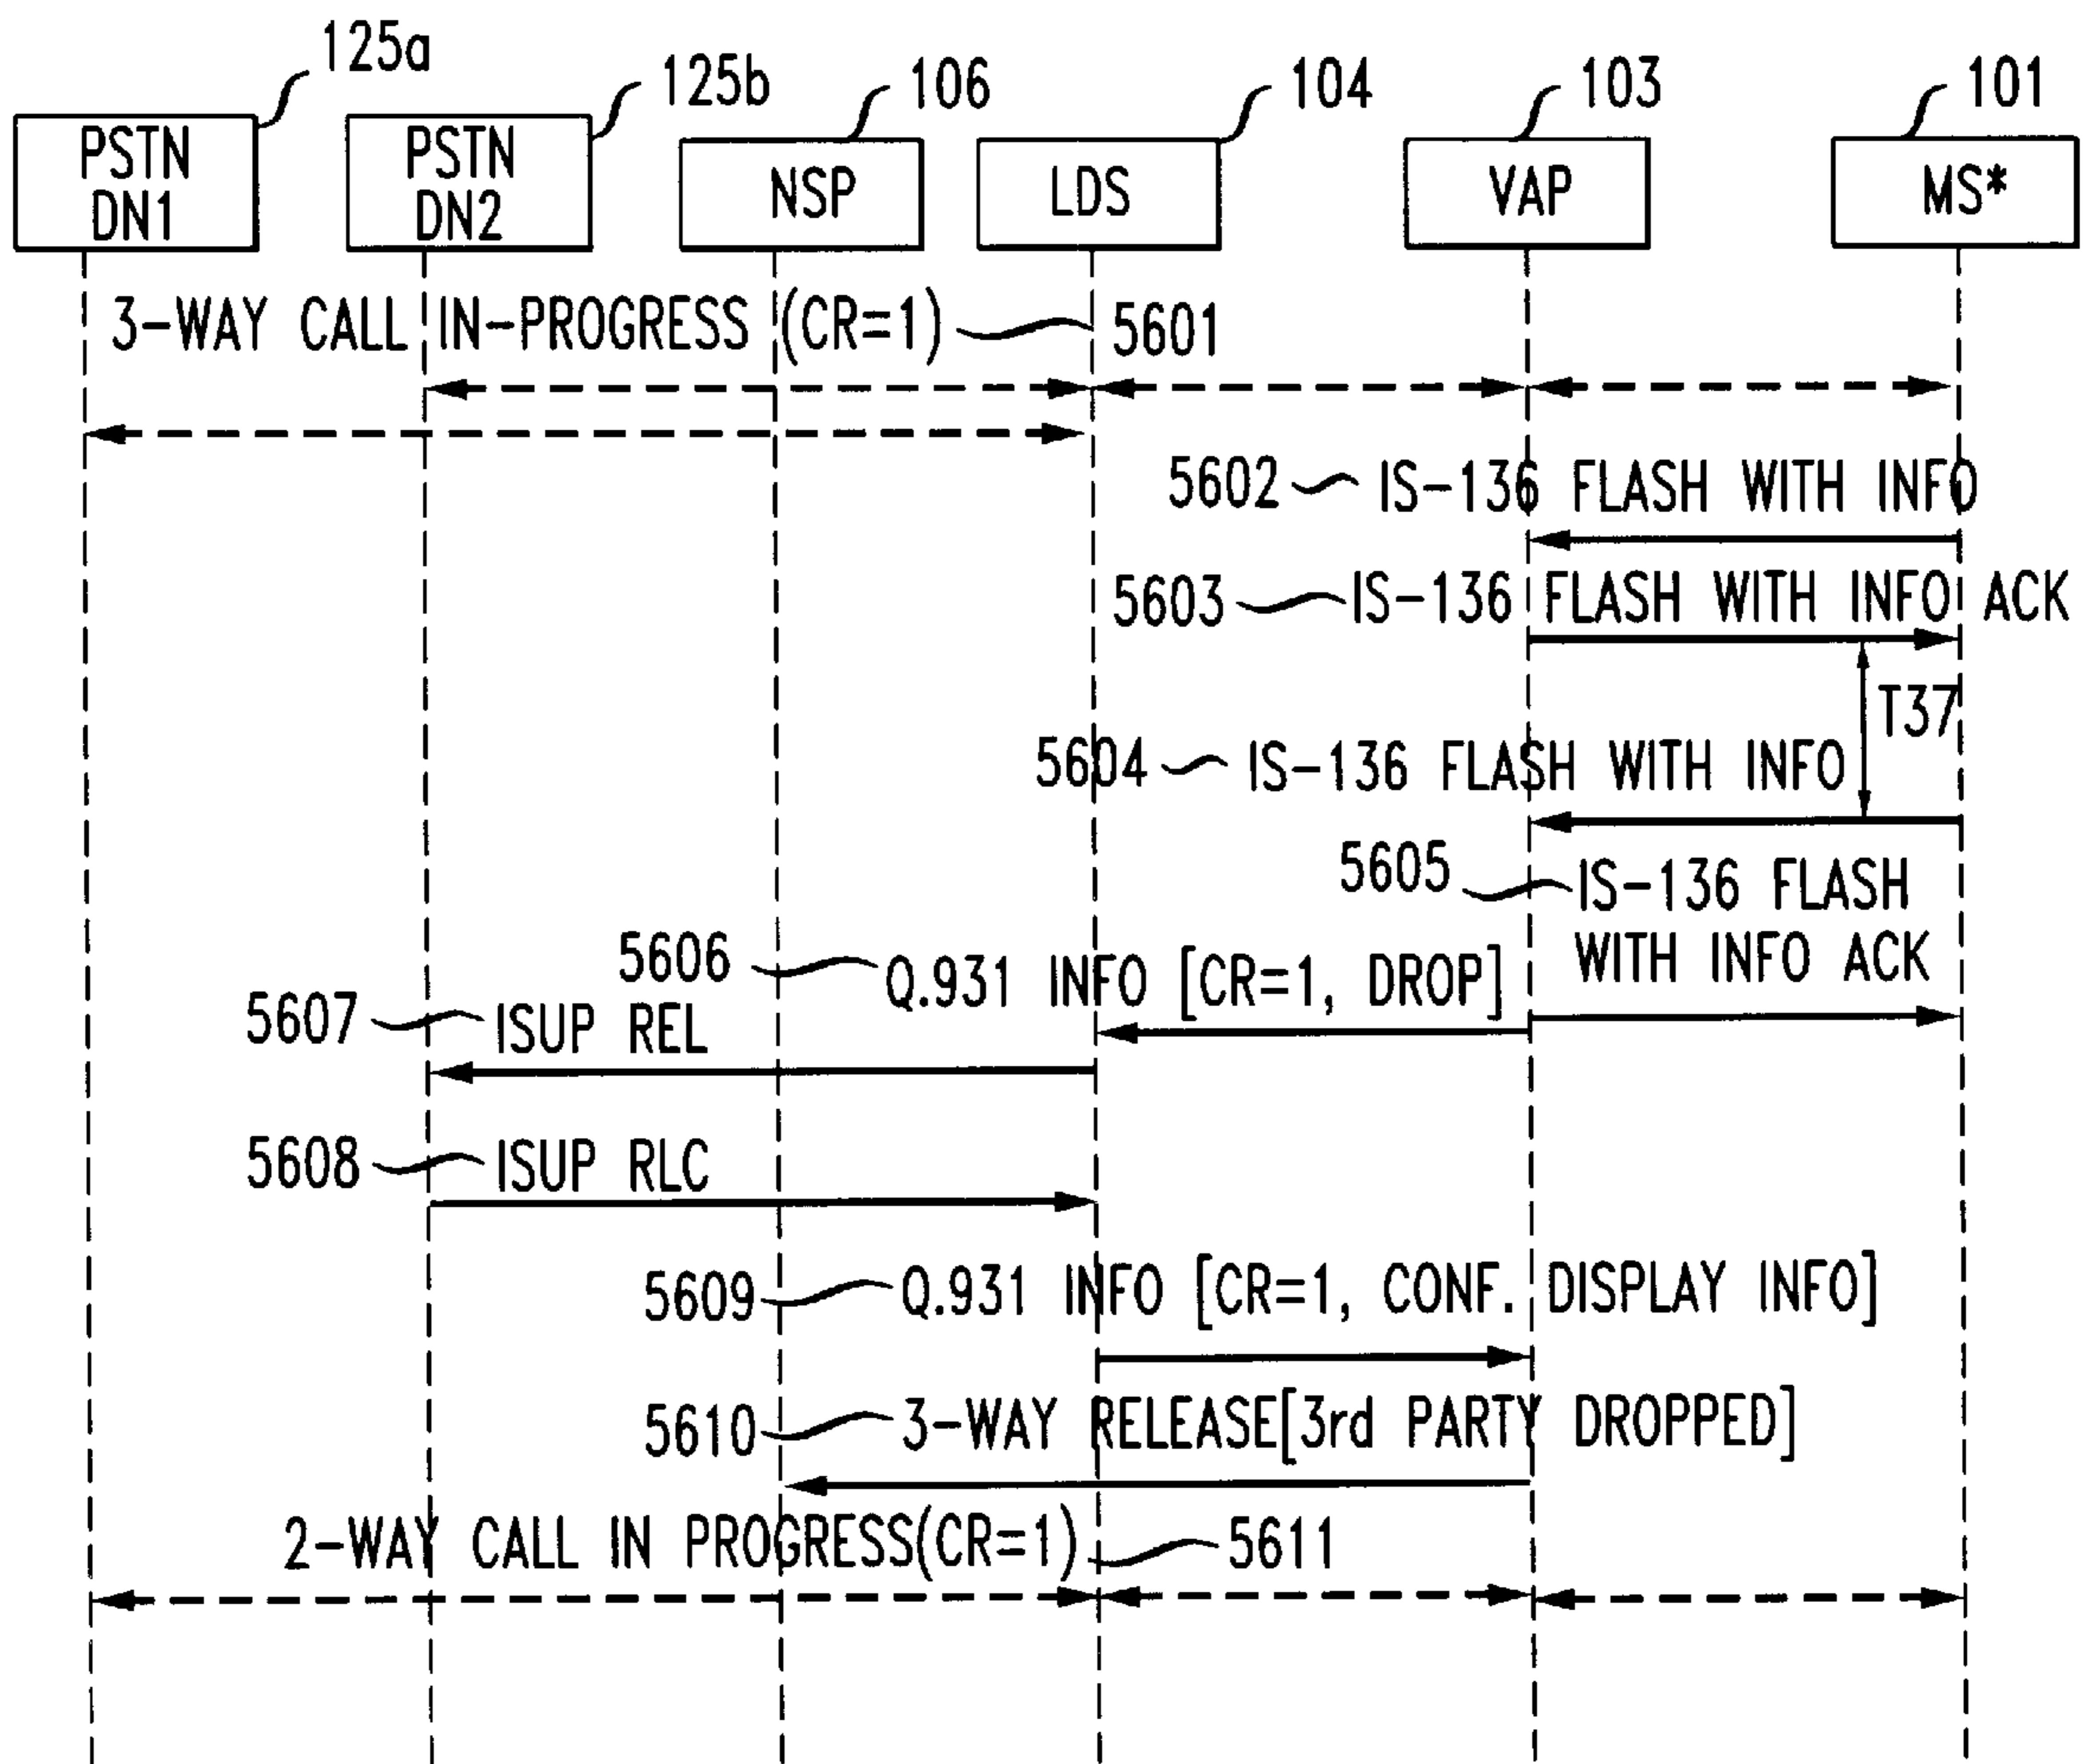 125a
125b
106
104
103
101
PSTN
DN1
PSTN
DN2
NSP
LDS
VAP
MS*
3-WAY CALL IN-PROGRESS (CR=1)
5601
5602
IS-136 FLASH WITH INFO
5603
IS-136 FLASH WITH INFO ACK
T37
5604
IS-136 FLASH WITH INFO
5605
IS-136 FLASH
WITH INFO ACK
5606
Q.931 INFO [CR=1, DROP]
5607
ISUP REL
5608
ISUP RLC
5609
Q.931 INFO [CR=1, CONF. DISPLAY INFO]
5610
3-WAY RELEASE[3rd PARTY DROPPED]
2-WAY CALL IN PROGRESS(CR=1)
5611